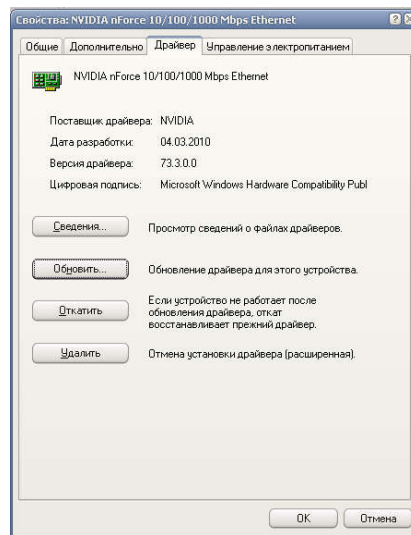 Свойства: NVIDIA nForce 10/100/1000 Mbps Ethernet
Общие Дополнительно Драйвер Управление электропитанием
NVIDIA nForce 10/100/1000 Mbps Ethernet
Поставщик драйвера: NVIDIA
Дата разработки: 04.03.2010
Версия драйвера: 73.3.0.0
Цифровая подпись: Microsoft Windows Hardware Compatibility Publ
Сведения... Просмотр сведений о файлах драйверов.
Обновить... Обновление драйвера для этого устройства.
Откатить Если устройство не работает после
обновления драйвера, откат
восстанавливает прежний драйвер.
Удалить Отмена установки драйвера (расширенная).
OK Отмена